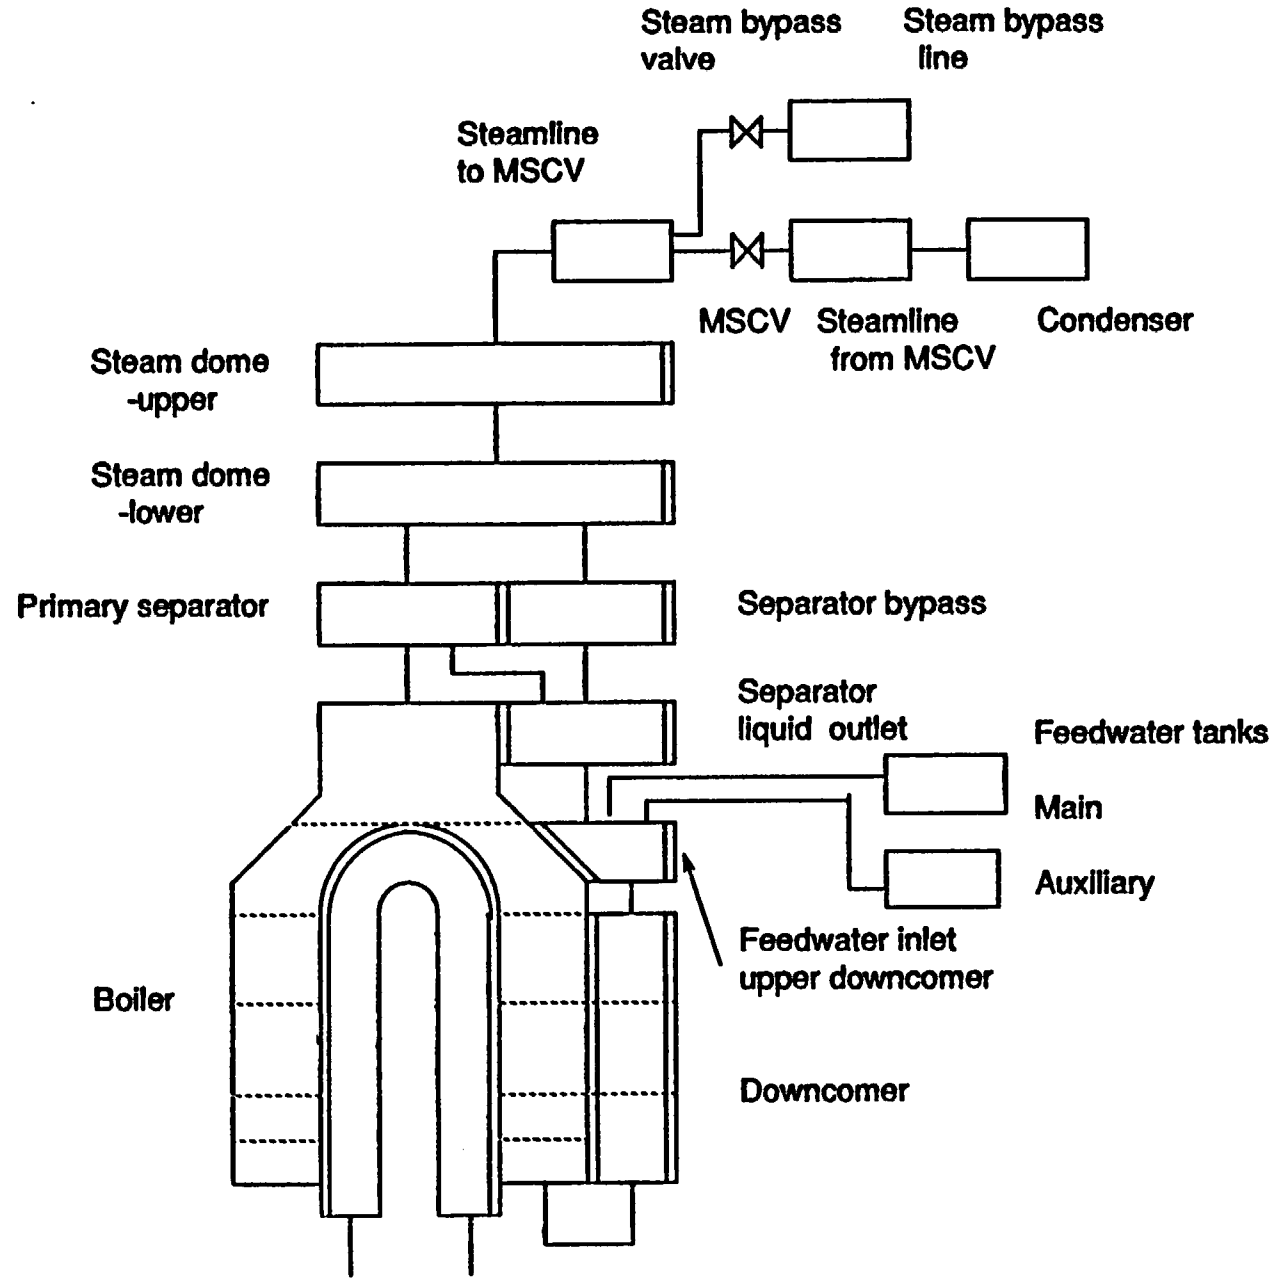 Steam bypass
valve
Steam bypass
line
Steamline
to MSCV
MSCV
Steamline
from MSCV
Condenser
Steam dome
-upper
Steam dome
-lower
Primary separator
Separator bypass
Separator
liquid outlet
Feedwater tanks
Main
Auxiliary
Feedwater inlet
upper downcomer
Boiler
Downcomer